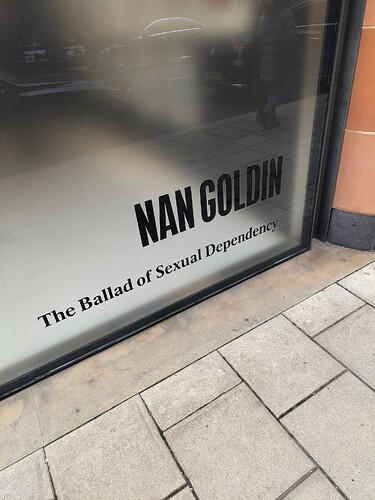 NAN GOLDIN
The Ballad of Sexual Dependency